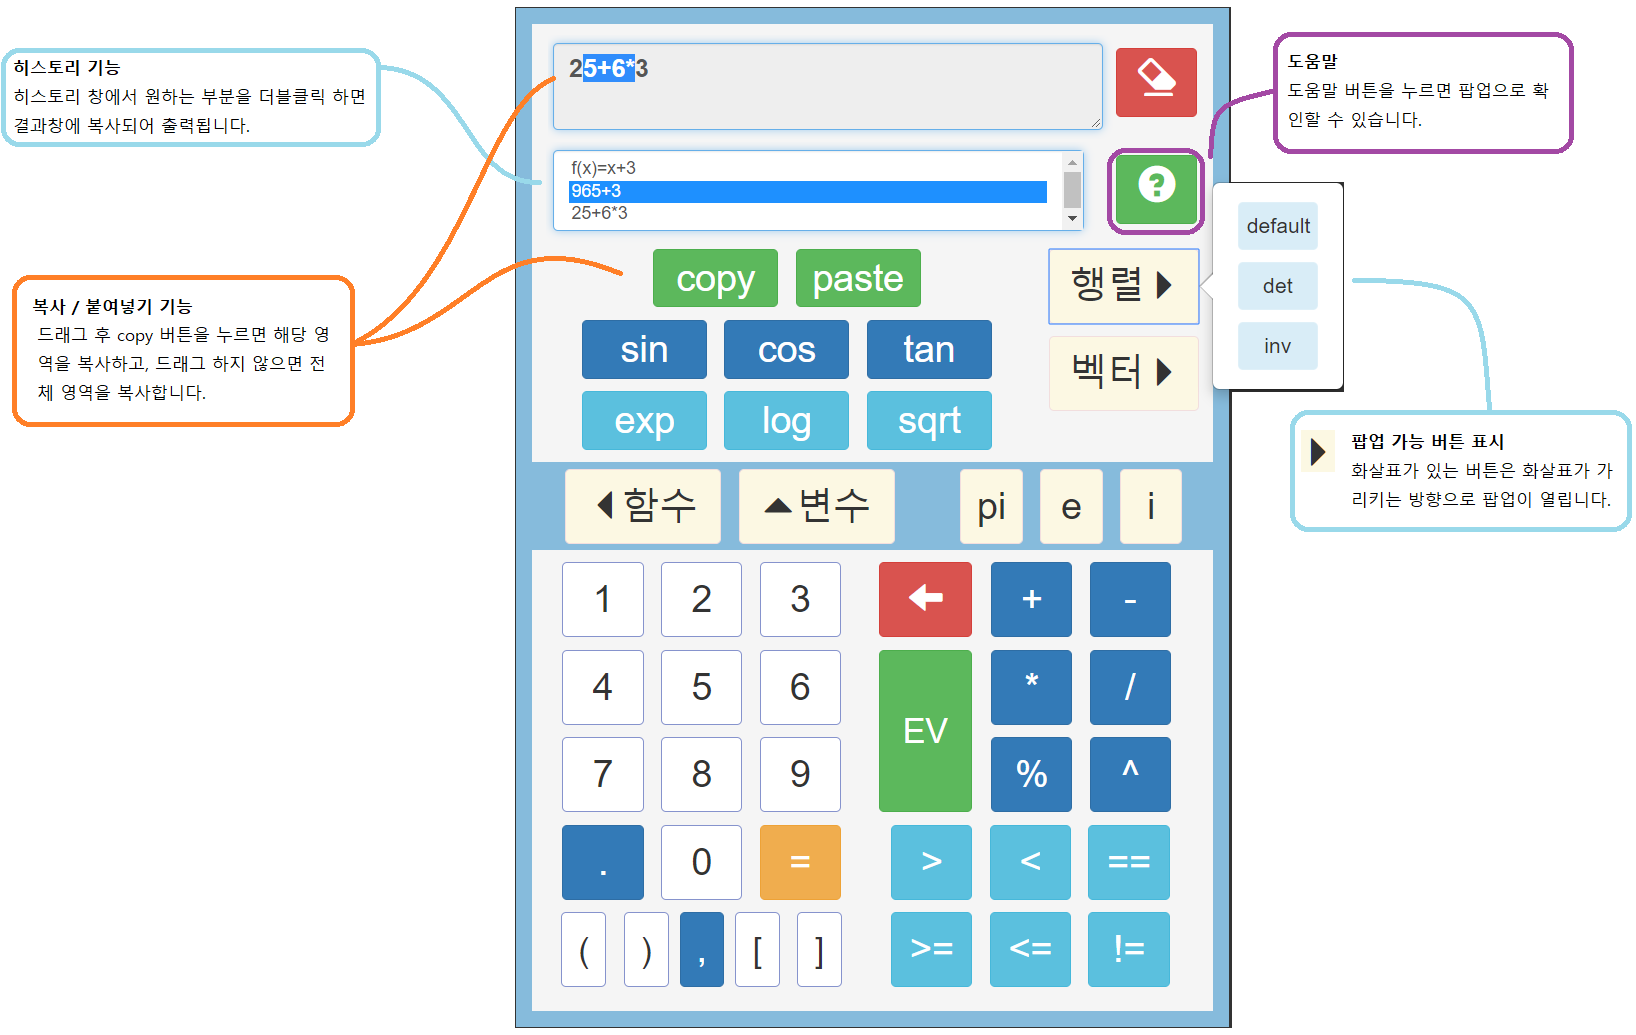 히스토리 기능
히스토리 창에서 원하는 부분을 더블클릭 하면
결과창에 복사되어 출력됩니다.
복사 / 붙여넣기 기능
드래그 후 copy 버튼을 누르면 해당 영
역을 복사하고, 드래그 하지 않으면 전
체 영역을 복사합니다.
25+6*3
f(x)=x+3
965+3
25+6*3
copy paste
sin cos tan
exp log sqrt
행렬
벡터
함수 변수 pi e i
1 2 3 + -
4 5 6 EV * /
7 8 9 % ^
. 0 = > < ==
( ) , [ ] >= <= !=
도움말
도움말 버튼을 누르면 팝업으로 확
인할 수 있습니다.
default
det
inv
팝업 가능 버튼 표시
화살표가 있는 버튼은 화살표가 가
리키는 방향으로 팝업이 열립니다.